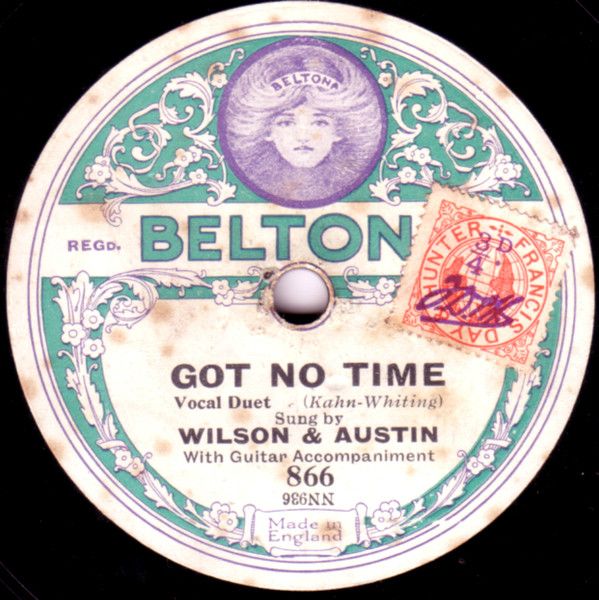 BELTONA
REGD. BELTON
3D
4
HUNTER FRANCIS DAY
GOT NO TIME
Vocal Duet (Kahn-Whiting)
Sung by
WILSON & AUSTIN
With Guitar Accompaniment
866
Made in
England